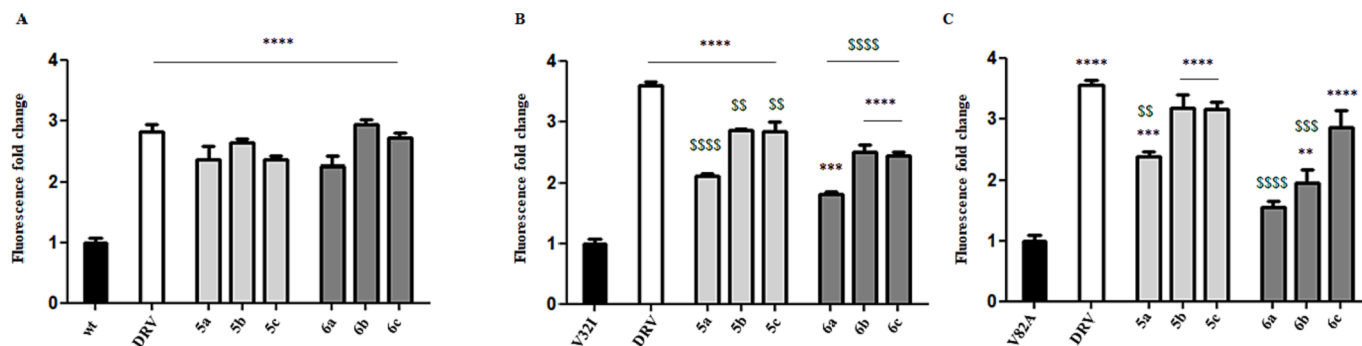 A
Fluorescence fold change
4
3
2
1
0
****
wt
DRV
5a
5b
5c
6a
6b
6c
B
Fluorescence fold change
4
3
2
1
0
****
$$$$
$$$$
$$
$$
***
****
V32I
DRV
5a
5b
5c
6a
6b
6c
C
Fluorescence fold change
4
3
2
1
0
****
$$
***
****
$$$$
$$$
**
****
V82A
DRV
5a
5b
5c
6a
6b
6c